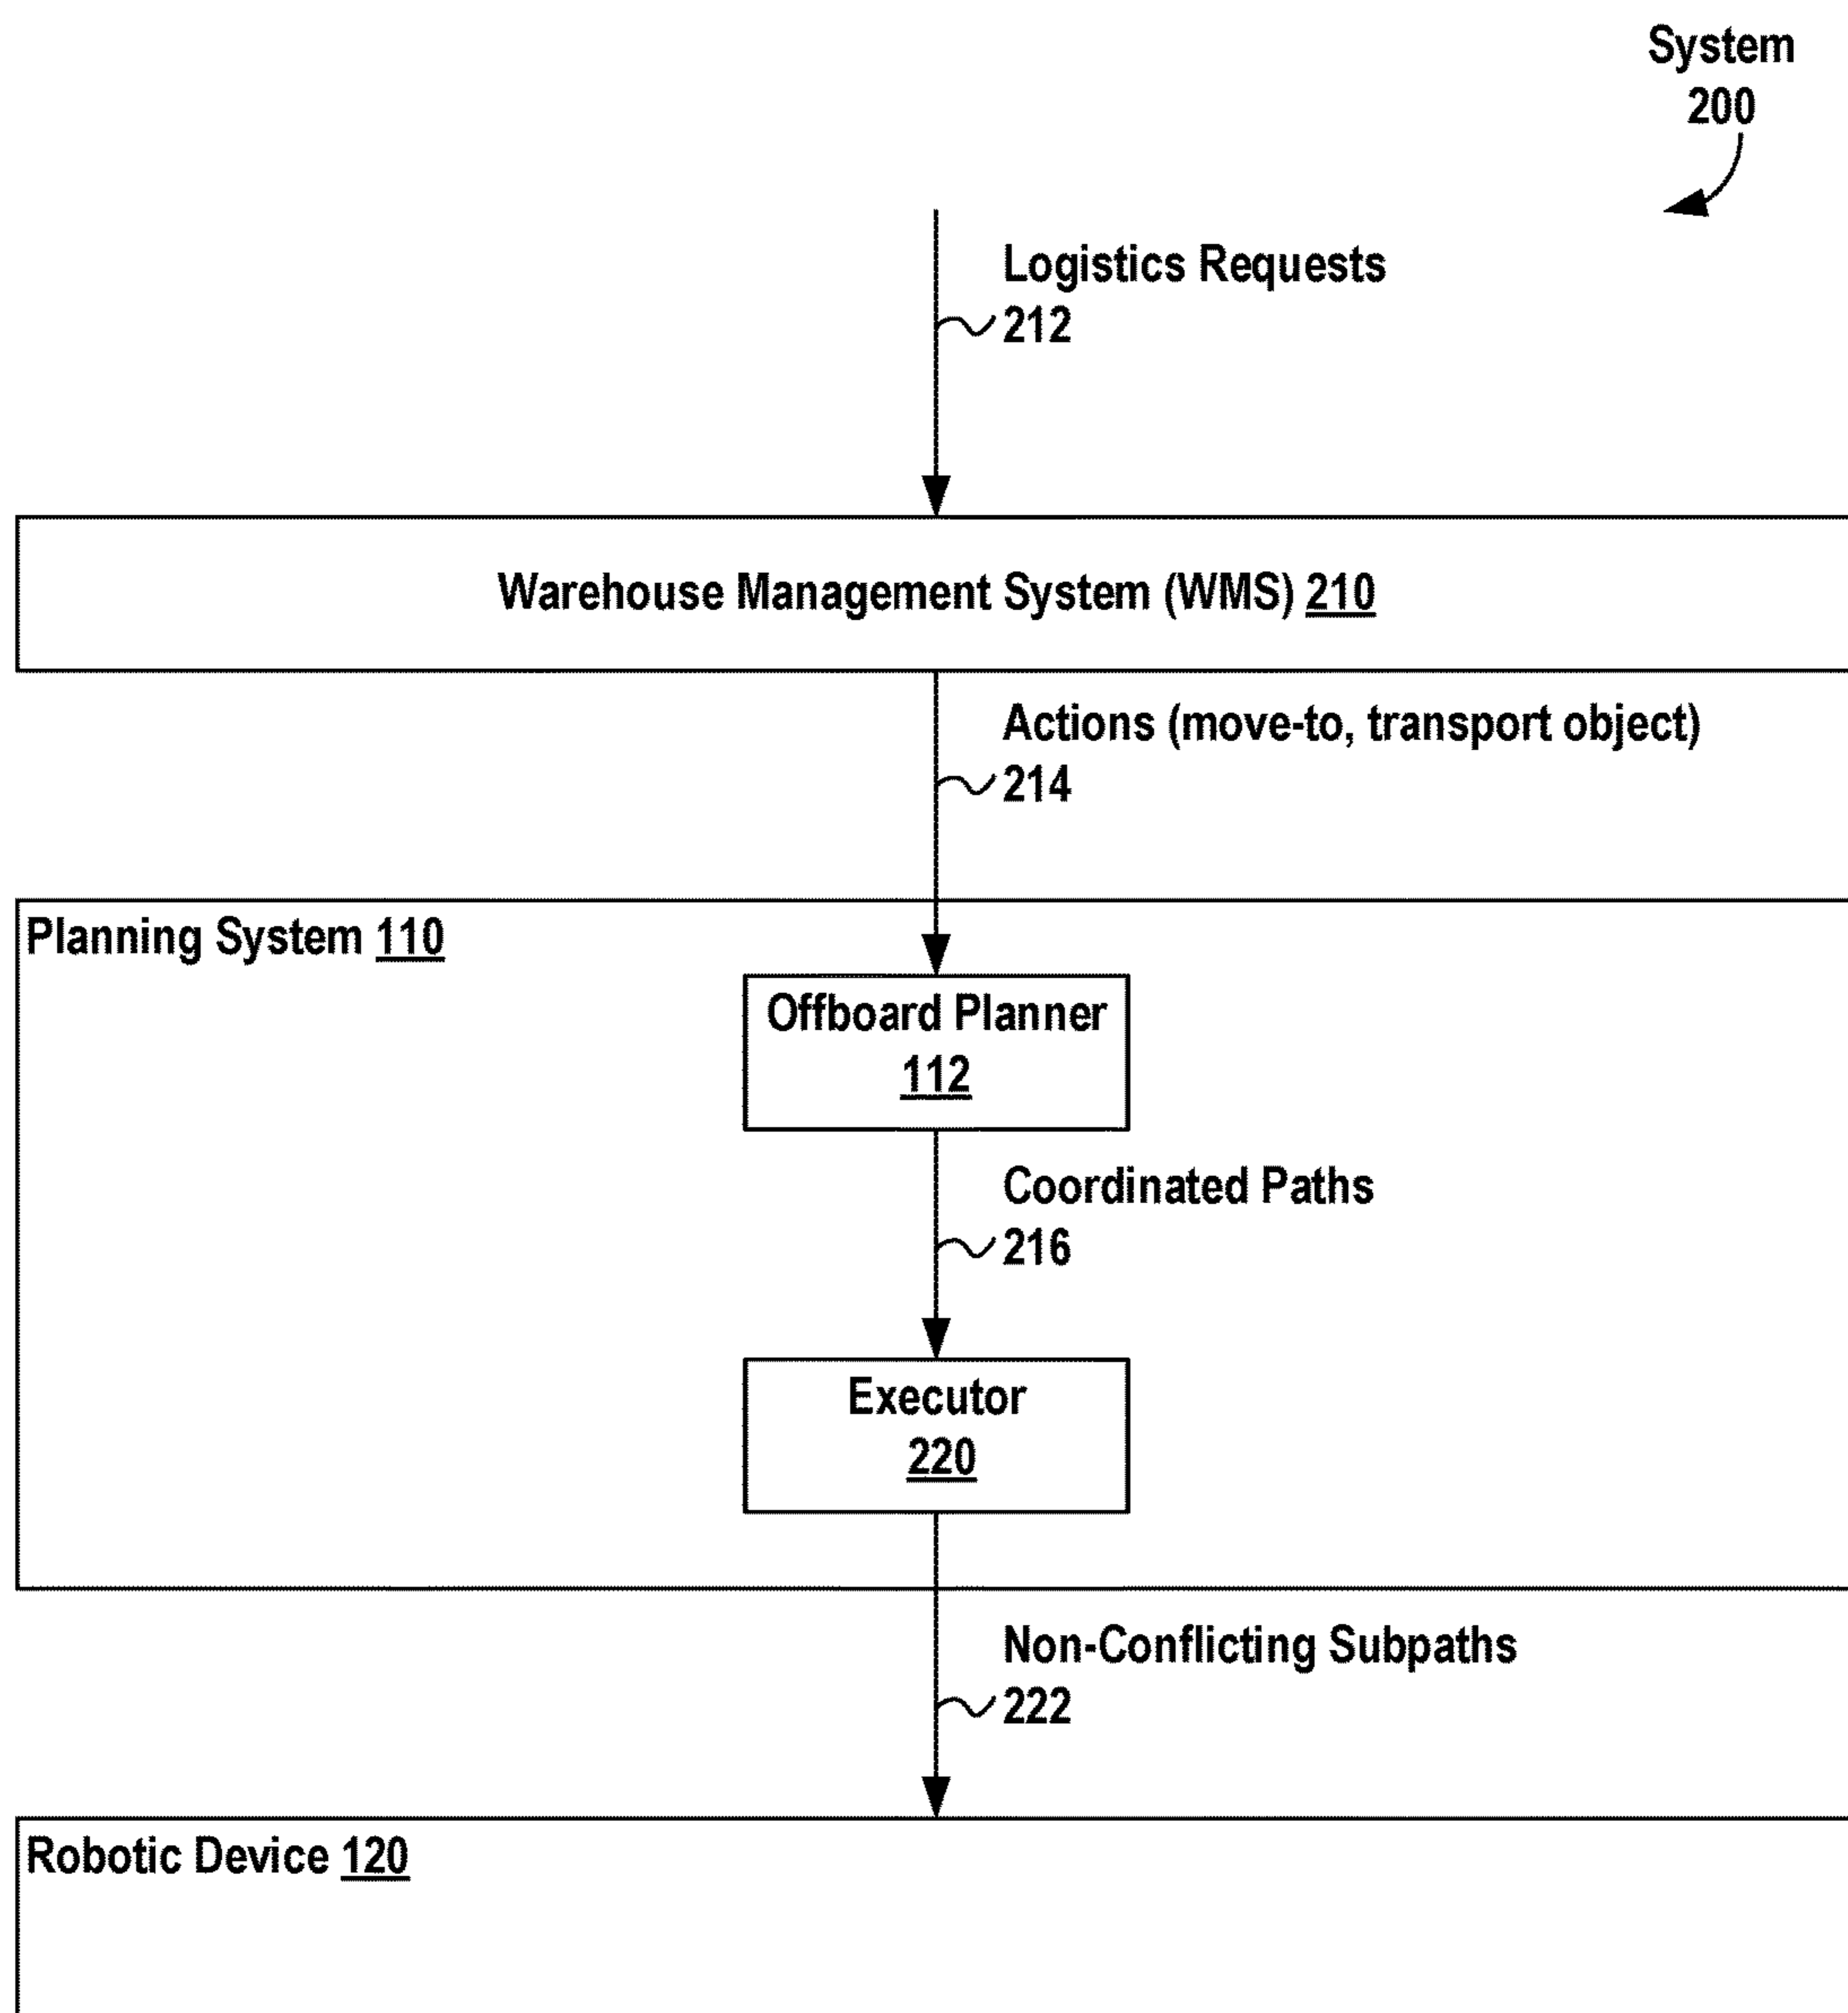 System
200
Logistics Requests
212
Warehouse Management System (WMS) 210
Actions (move-to, transport object)
214
Planning System 110
Offboard Planner
112
Coordinated Paths
216
Executor
220
Non-Conflicting Subpaths
222
Robotic Device 120